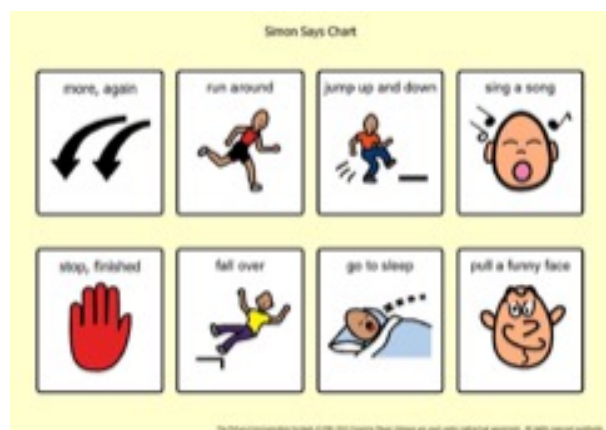 Simon Says Chart
more, again
run around
jump up and down
sing a song
stop, finished
fall over
go to sleep
pull a funny face